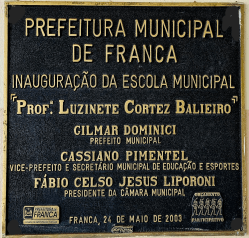 PREFEITURA MUNICIPAL
DE FRANCA
INAUGURAÇÃO DA ESCOLA MUNICIPAL
"PROFª. LUZINETE CORTEZ BALIEIRO"
GILMAR DOMINICI
PREFEITO MUNICIPAL
CASSIANO PIMENTEL
VICE-PREFEITO E SECRETÁRIO MUNICIPAL DE EDUCAÇÃO E ESPORTES
FÁBIO CELSO JESUS LIPORONI
PRESIDENTE DA CÂMARA MUNICIPAL
FRANCA
ORÇAMENTO
PARTICIPATIVO
FRANCA, 24 DE MAIO DE 2003